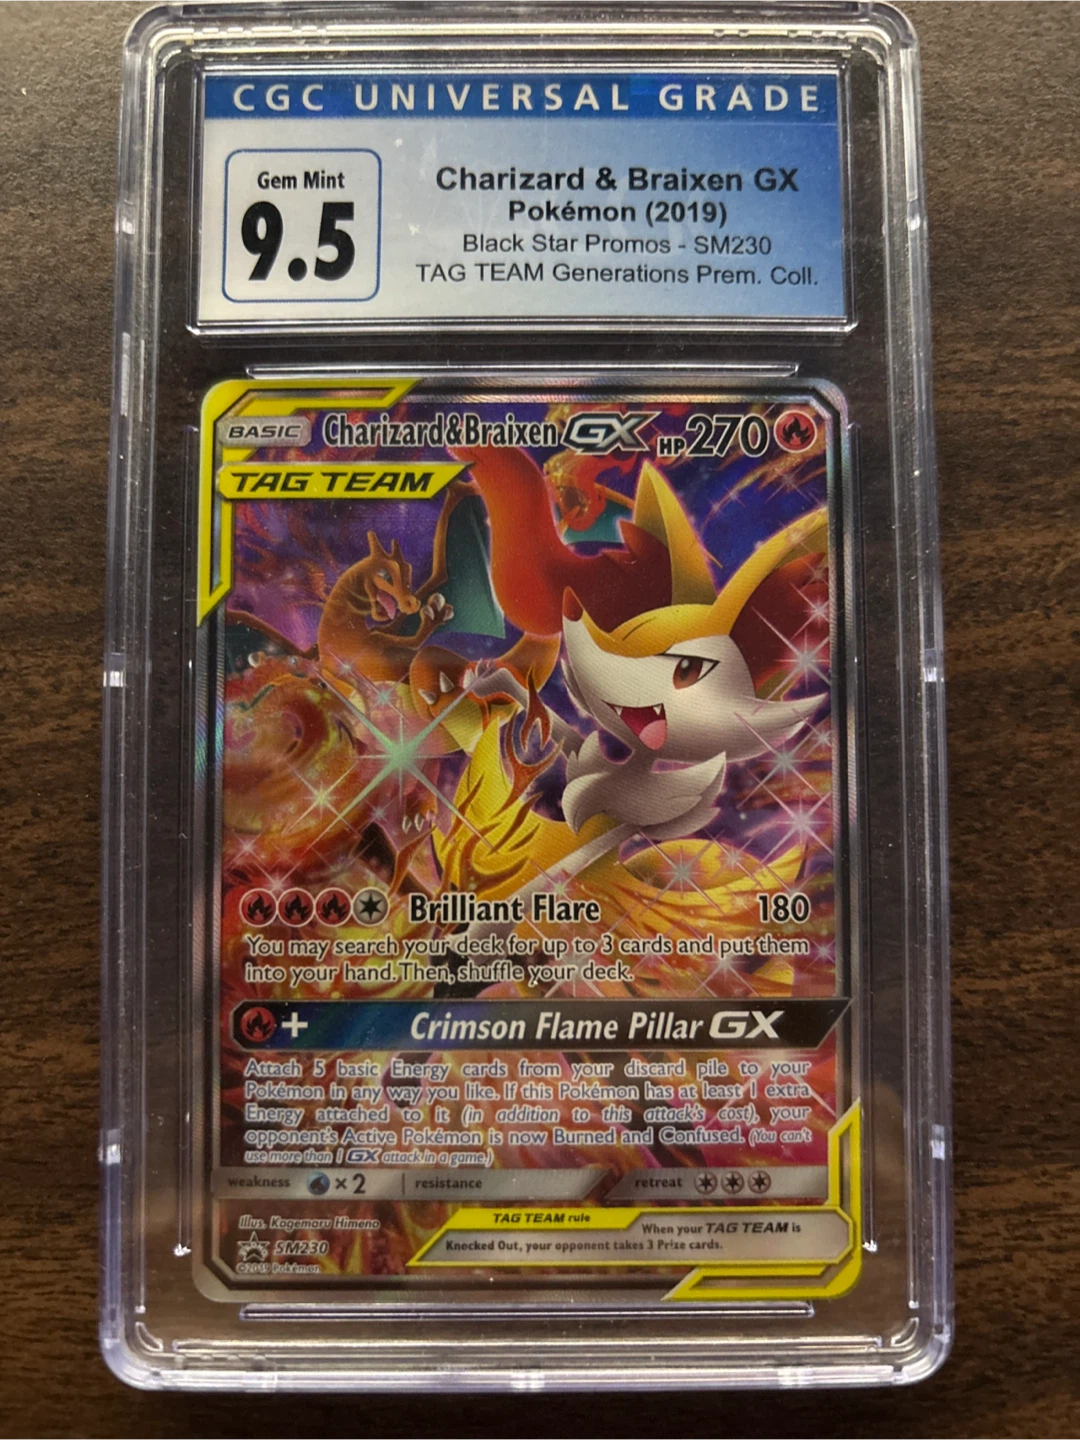 CGC UNIVERSAL GRADE
Gem Mint
9.5
Charizard & Braixen GX
Pokémon (2019)
Black Star Promos - SM230
TAG TEAM Generations Prem. Coll.
BASIC Charizard&Braixen GX HP270
TAG TEAM
Brilliant Flare 180
You may search your deck for up to 3 cards and put them
into your hand. Then, shuffle your deck.
+ Crimson Flame Pillar GX
Attach 5 basic Energy cards from your discard pile to your
Pokémon in any way you like. If this Pokémon has at least 1 extra
Energy attached to it (in addition to this attack's cost), your
opponent's Active Pokémon is now Burned and Confused. (You can't
use more than 1 GX attack in a game.)
weakness ×2 resistance retreat
Illus. Kagemaru Himeno
TAG TEAM rule
When your TAG TEAM is
Knocked Out, your opponent takes 3 Prize cards.
SM230
©2019 Pokémon